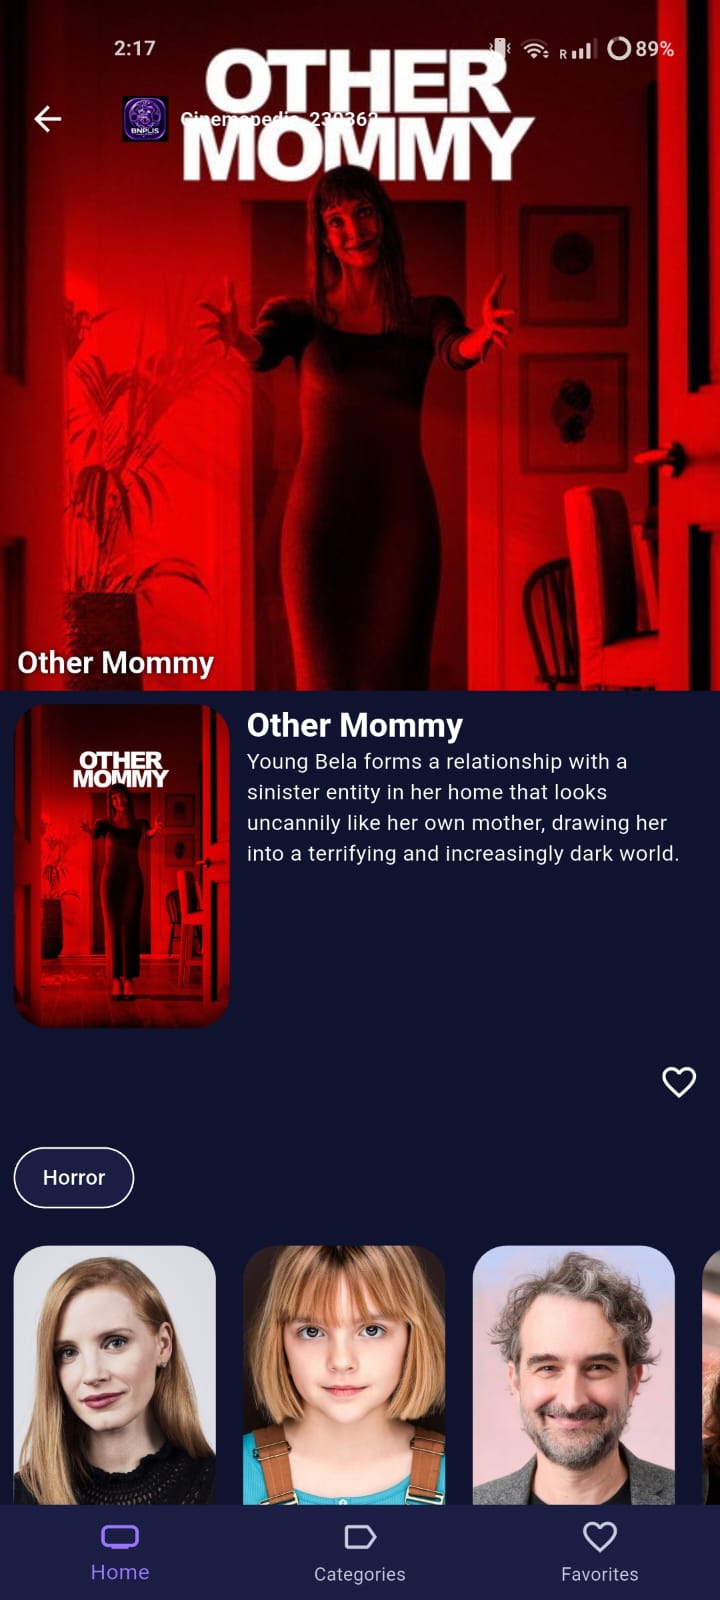 2:17
R
89%
OTHER
MOMMY
BNPLIS
Cinemapedia_230362
Other Mommy
OTHER
MOMMY
Other Mommy
Young Bela forms a relationship with a
sinister entity in her home that looks
uncannily like her own mother, drawing her
into a terrifying and increasingly dark world.
Horror
Home
Categories
Favorites